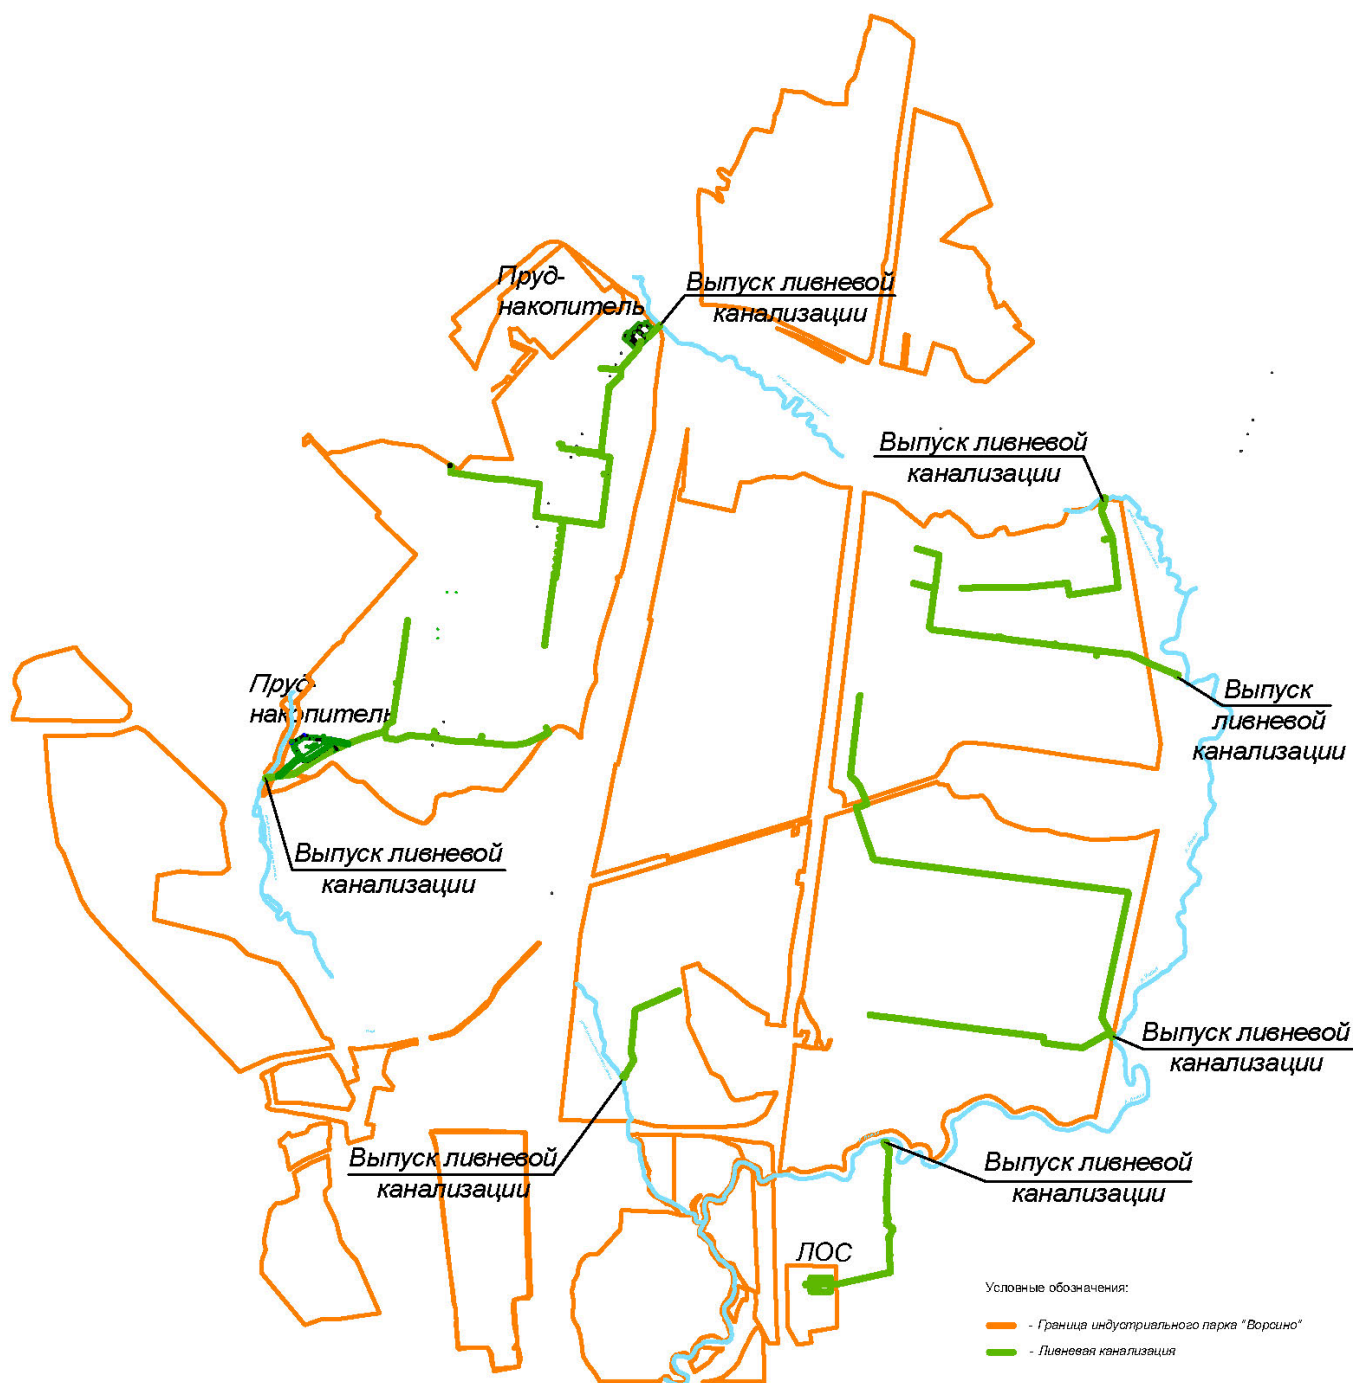 Пруд-
накопитель
Выпуск ливневой
канализации
Выпуск ливневой
канализации
Пруд-
накопитель
Выпуск
ливневой
канализации
Выпуск ливневой
канализации
Выпуск ливневой
канализации
Выпуск ливневой
канализации
Выпуск ливневой
канализации
ЛОС
Условные обозначения:
- Граница индустриального парка "Ворсино"
- Ливневая канализация